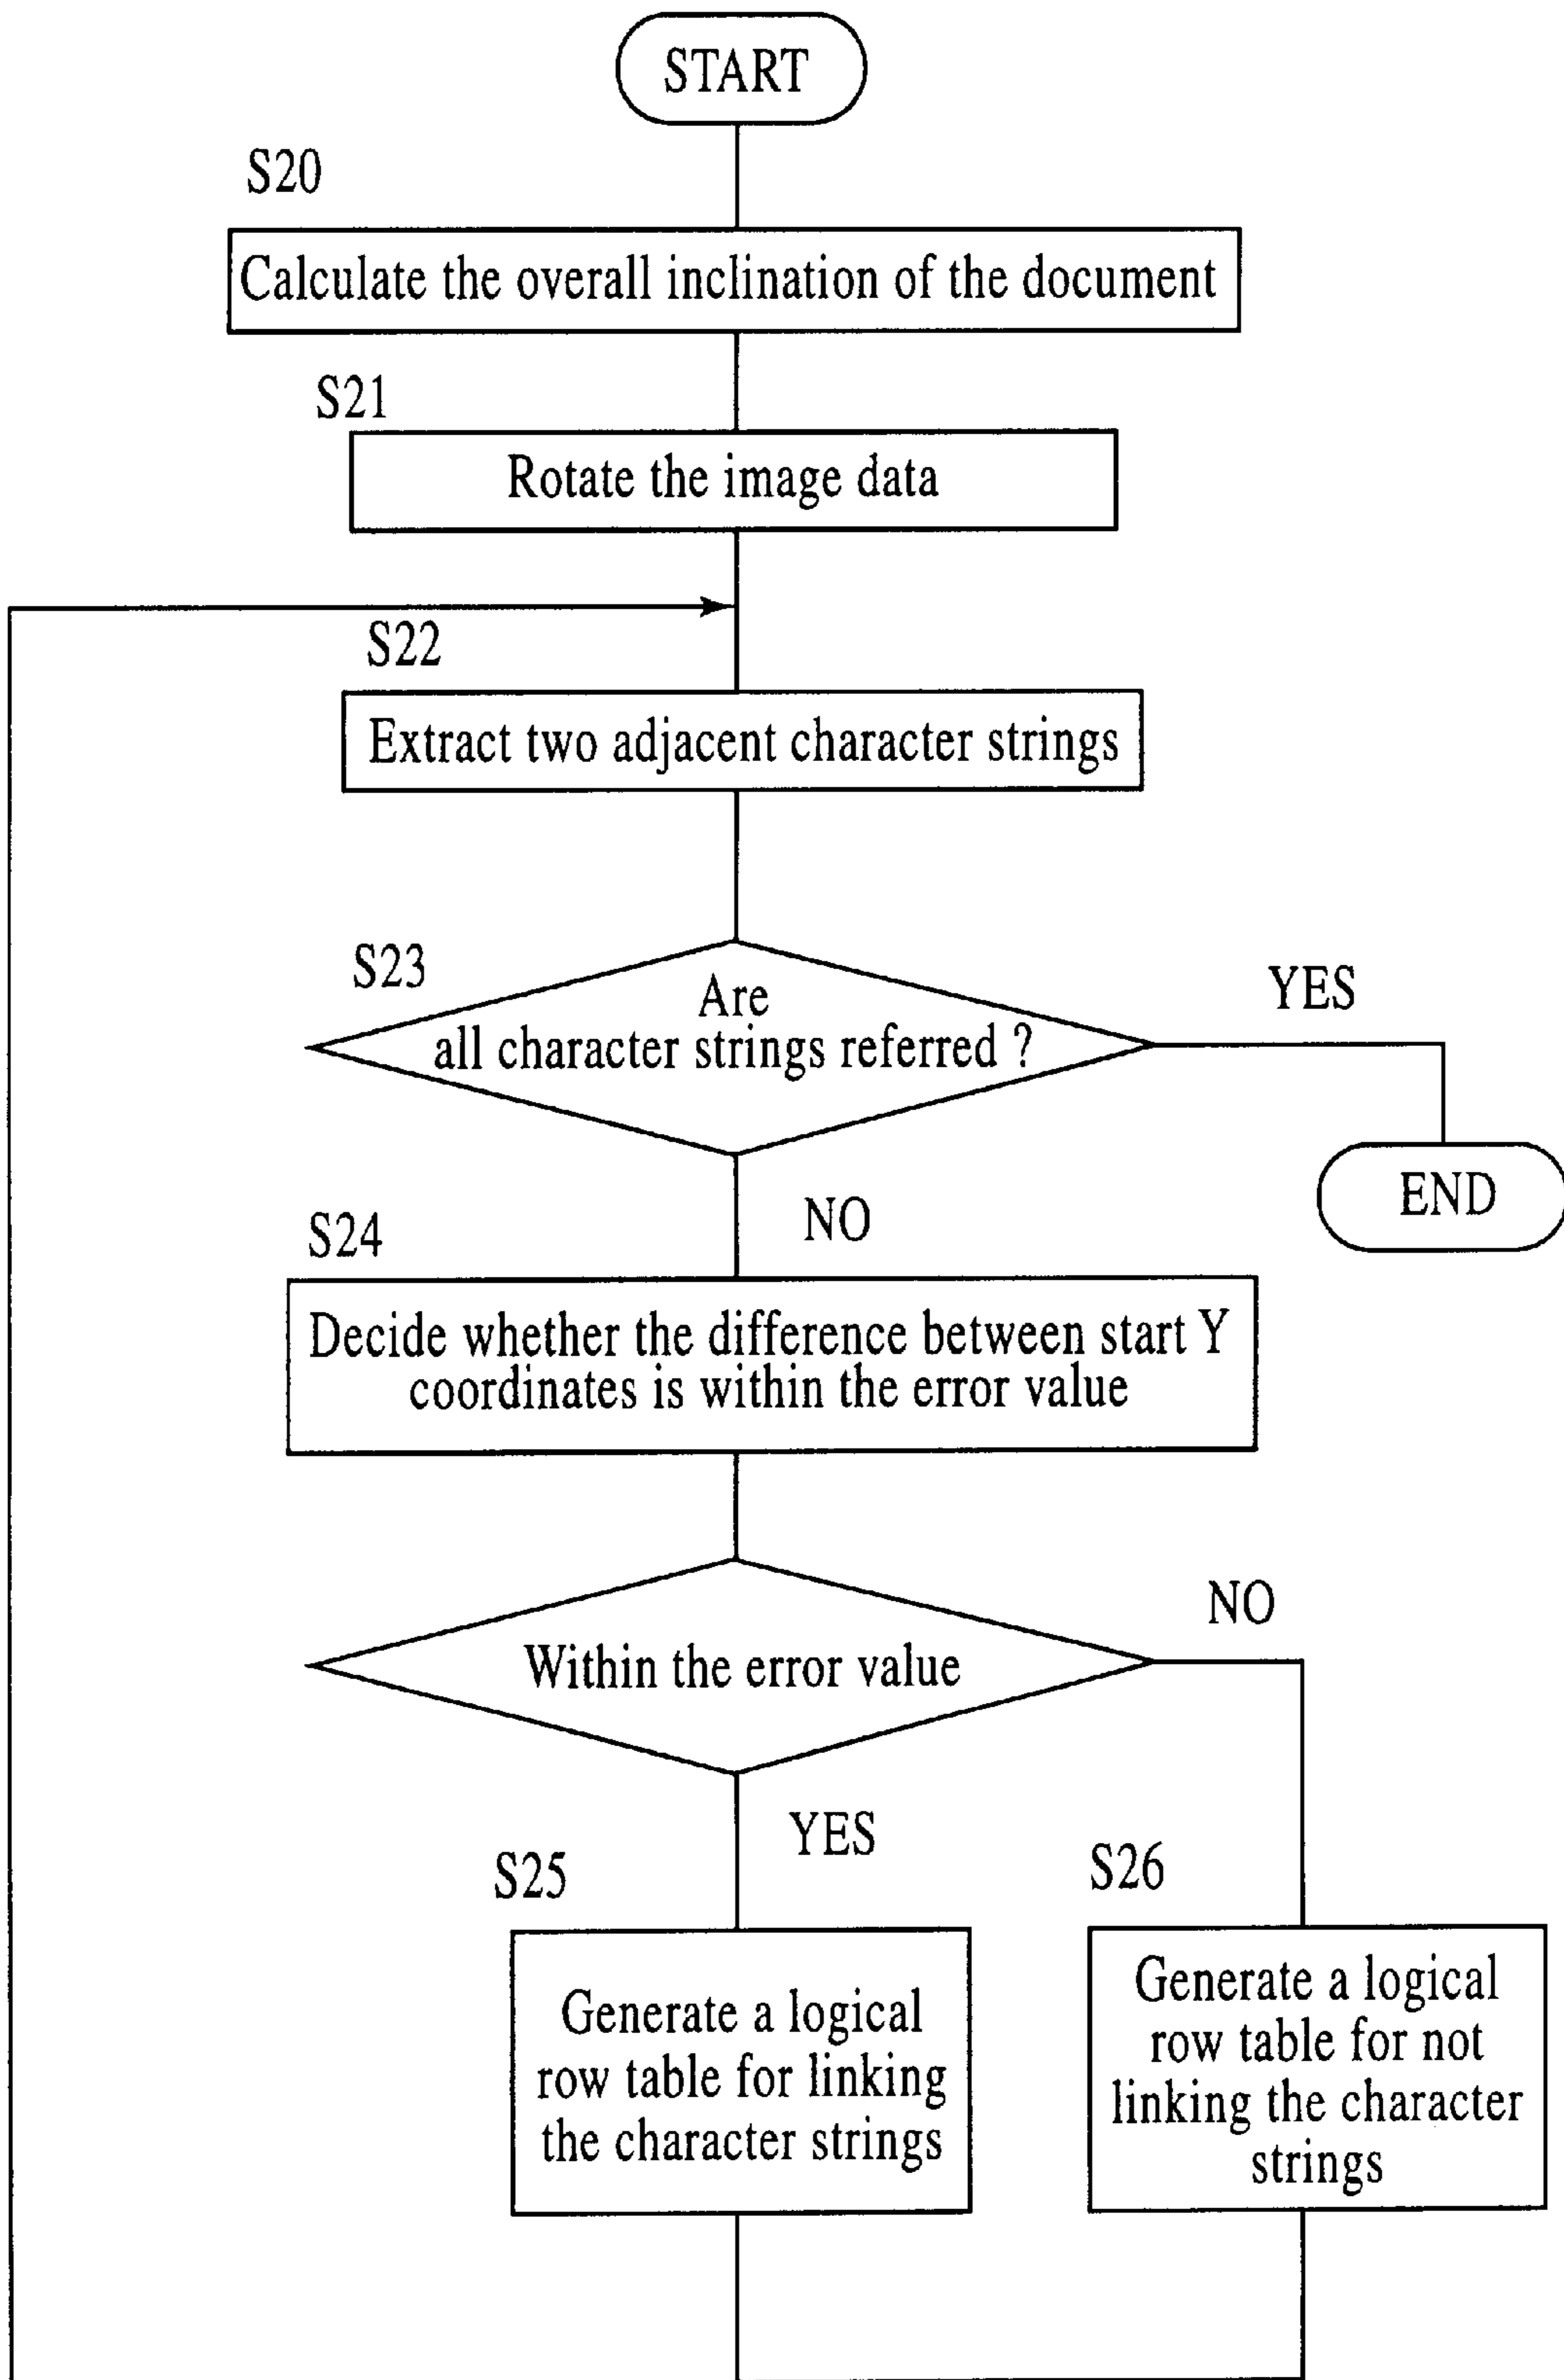 START
S20
Calculate the overall inclination of the document
S21
Rotate the image data
S22
Extract two adjacent character strings
S23
Are
all character strings referred ?
YES
END
NO
S24
Decide whether the difference between start Y
coordinates is within the error value
Within the error value
NO
YES
S25
Generate a logical
row table for linking
the character strings
S26
Generate a logical
row table for not
linking the character
strings